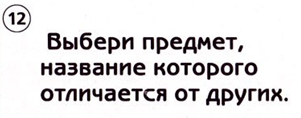 12
Выбери предмет,
название которого
отличается от других.